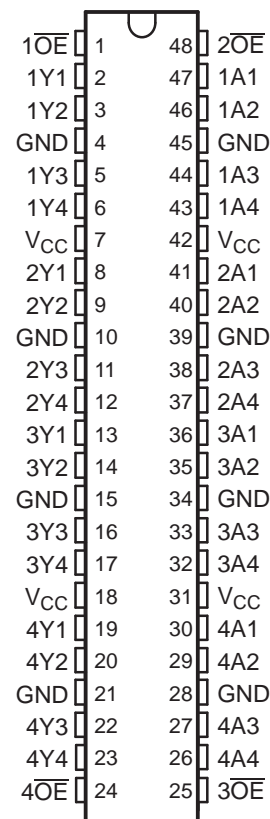 1O̅E̅ 1 48 2O̅E̅
1Y1 2 47 1A1
1Y2 3 46 1A2
GND 4 45 GND
1Y3 5 44 1A3
1Y4 6 43 1A4
VCC 7 42 VCC
2Y1 8 41 2A1
2Y2 9 40 2A2
GND 10 39 GND
2Y3 11 38 2A3
2Y4 12 37 2A4
3Y1 13 36 3A1
3Y2 14 35 3A2
GND 15 34 GND
3Y3 16 33 3A3
3Y4 17 32 3A4
VCC 18 31 VCC
4Y1 19 30 4A1
4Y2 20 29 4A2
GND 21 28 GND
4Y3 22 27 4A3
4Y4 23 26 4A4
4O̅E̅ 24 25 3O̅E̅